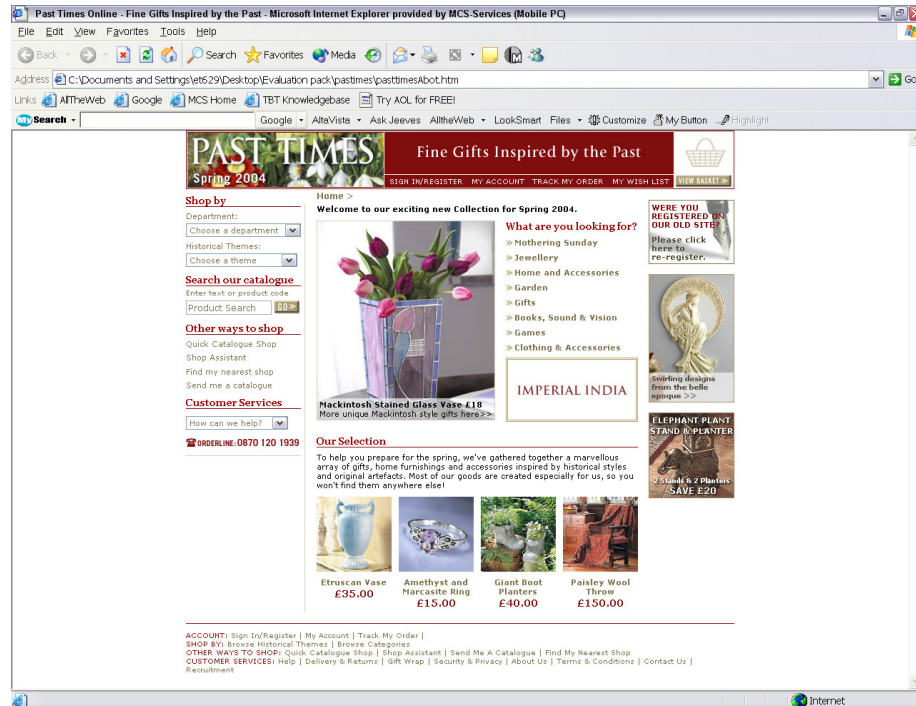 Past Times Online - Fine Gifts Inspired by the Past - Microsoft Internet Explorer provided by MCS-Services (Mobile PC)
File Edit View Favorites Tools Help
Back Search Favorites Media
Address C:\Documents and Settings\et629\Desktop\Evaluation pack\pastimes\pasttimesAbot.htm Go
Links AllTheWeb Google MCS Home TBT Knowledgebase Try AOL for FREE!
My Search Google AltaVista Ask Jeeves AlltheWeb LookSmart Files Customize My Button Highlight
PAST TIMES
Spring 2004
Fine Gifts Inspired by the Past
SIGN IN/REGISTER MY ACCOUNT TRACK MY ORDER MY WISH LIST VIEW BASKET »
Shop by
Department:
Choose a department
Historical Themes:
Choose a theme
Search our catalogue
Enter text or product code
Product Search GO»
Other ways to shop
Quick Catalogue Shop
Shop Assistant
Find my nearest shop
Send me a catalogue
Customer Services
How can we help?
ORDERLINE: 0870 120 1939
Home >
Welcome to our exciting new Collection for Spring 2004.
Mackintosh Stained Glass Vase £18
More unique Mackintosh style gifts here>>
What are you looking for?
» Mothering Sunday
» Jewellery
» Home and Accessories
» Garden
» Gifts
» Books, Sound & Vision
» Games
» Clothing & Accessories
IMPERIAL INDIA
WERE YOU
REGISTERED ON
OUR OLD SITE?
Please click
here to
re-register.
Swirling designs
from the belle
epoque >>
ELEPHANT PLANT
STAND & PLANTER
2 Stands & 2 Planters
SAVE £20
Our Selection
To help you prepare for the spring, we've gathered together a marvellous
array of gifts, home furnishings and accessories inspired by historical styles
and original artefacts. Most of our goods are created especially for us, so you
won't find them anywhere else!
Etruscan Vase
£35.00
Amethyst and
Marcasite Ring
£15.00
Giant Boot
Planters
£40.00
Paisley Wool
Throw
£150.00
ACCOUNT: Sign In/Register | My Account | Track My Order |
SHOP BY: Browse Historical Themes | Browse Categories
OTHER WAYS TO SHOP: Quick Catalogue Shop | Shop Assistant | Send Me A Catalogue | Find My Nearest Shop
CUSTOMER SERVICES: Help | Delivery & Returns | Gift Wrap | Security & Privacy | About Us | Terms & Conditions | Contact Us |
Recruitment
Internet